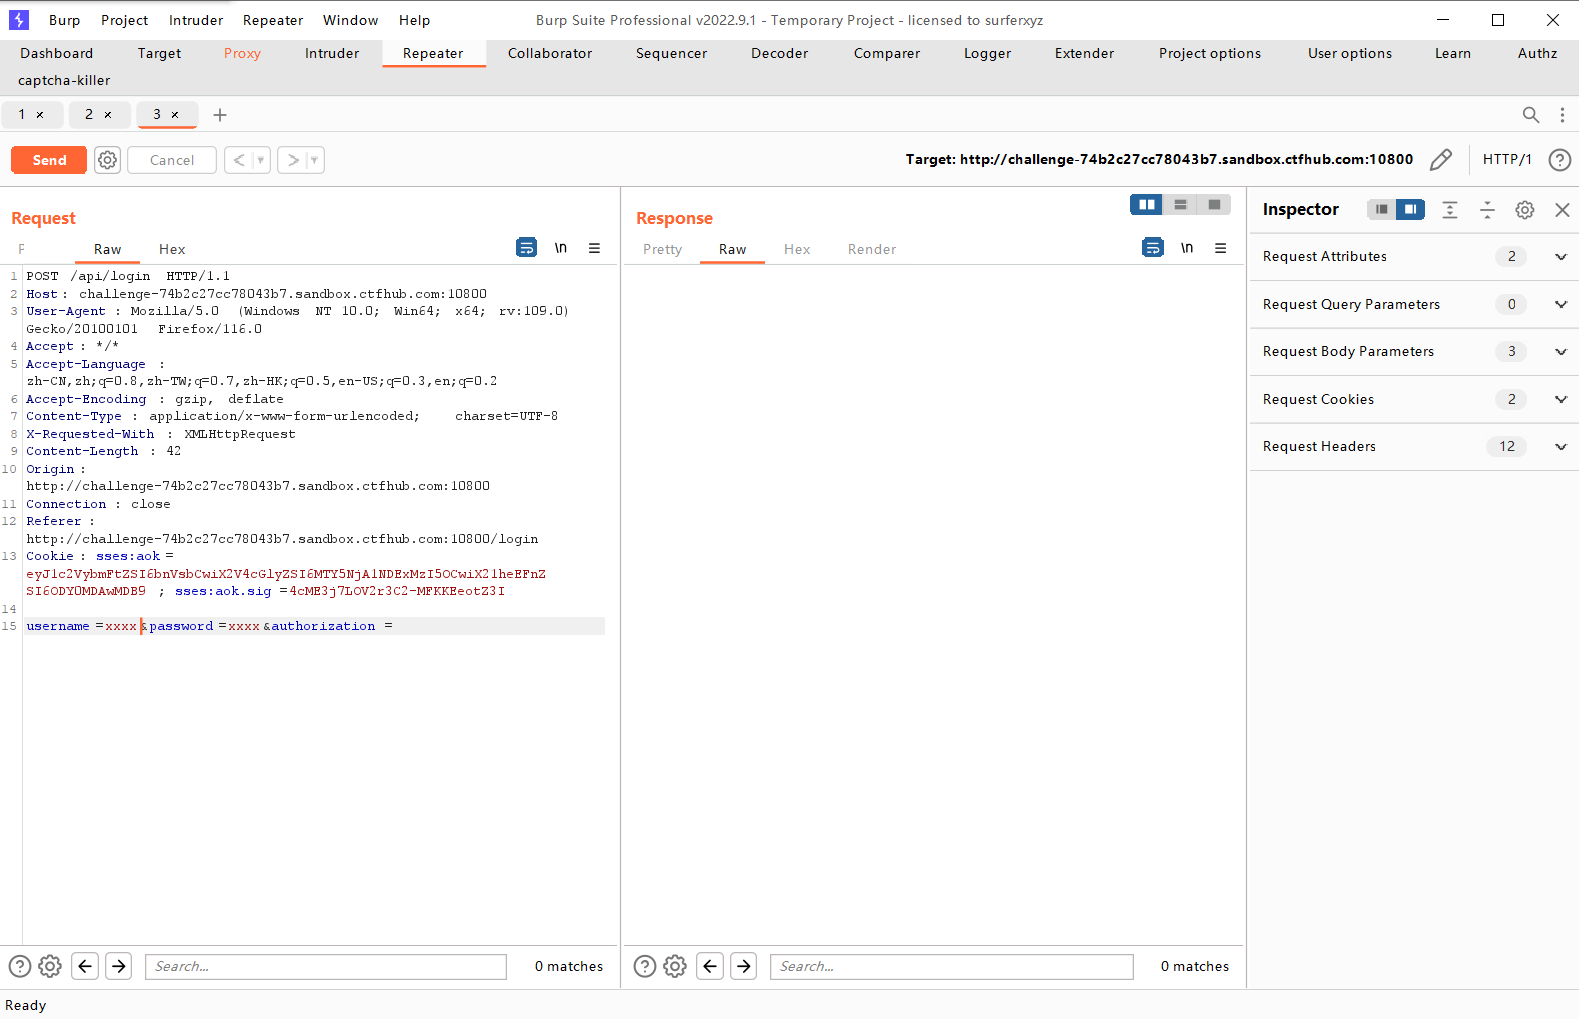 Burp Project Intruder Repeater Window Help Burp Suite Professional v2022.9.1 - Temporary Project - licensed to surferxyz
Dashboard Target Proxy Intruder Repeater Collaborator Sequencer Decoder Comparer Logger Extender Project options User options Learn Authz
captcha-killer
1 × 2 × 3 × +
Send Cancel < > Target: http://challenge-74b2c27cc78043b7.sandbox.ctfhub.com:10800 HTTP/1 ?
Request
Raw Hex \n
1 POST /api/login HTTP/1.1
2 Host: challenge-74b2c27cc78043b7.sandbox.ctfhub.com:10800
3 User-Agent: Mozilla/5.0 (Windows NT 10.0; Win64; x64; rv:109.0)
Gecko/20100101 Firefox/116.0
4 Accept: */*
5 Accept-Language:
zh-CN,zh;q=0.8,zh-TW;q=0.7,zh-HK;q=0.5,en-US;q=0.3,en;q=0.2
6 Accept-Encoding: gzip, deflate
7 Content-Type: application/x-www-form-urlencoded; charset=UTF-8
8 X-Requested-With: XMLHttpRequest
9 Content-Length: 42
10 Origin:
http://challenge-74b2c27cc78043b7.sandbox.ctfhub.com:10800
11 Connection: close
12 Referer:
http://challenge-74b2c27cc78043b7.sandbox.ctfhub.com:10800/login
13 Cookie: sses:aok=
eyJ1c2VybmFtZSI6bnVsbCwiX2V4cGlyZSI6MTY5NjA1NDExMzI5OCwiX21heEFnZ
SI6ODY0MDAwMDB9; sses:aok.sig=4cME3j7LOV2r3C2-MFKKEeotZ3I
14
15 username=xxxx&password=xxxx&authorization=
? Search... 0 matches
Response
Pretty Raw Hex Render \n
? Search... 0 matches
Inspector
Request Attributes 2
Request Query Parameters 0
Request Body Parameters 3
Request Cookies 2
Request Headers 12
Ready